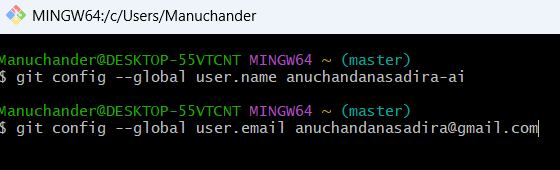 MINGW64:/c/Users/Manuchander
Manuchander@DESKTOP-55VTCNT MINGW64 ~ (master)
$ git config --global user.name anuchandanasadira-ai
Manuchander@DESKTOP-55VTCNT MINGW64 ~ (master)
$ git config --global user.email anuchandanasadira@gmail.com